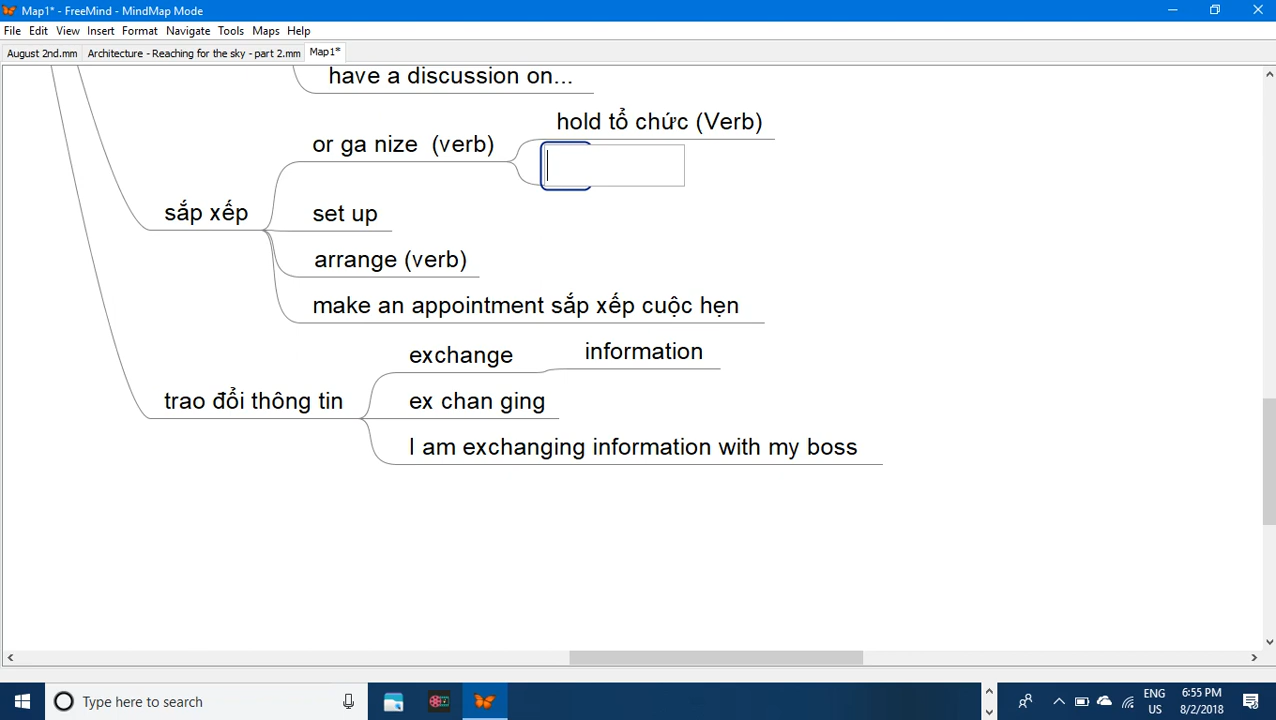 Map1* - FreeMind - MindMap Mode
File Edit View Insert Format Navigate Tools Maps Help
August 2nd.mm Architecture - Reaching for the sky - part 2.mm Map1*
have a discussion on...
hold tổ chức (Verb)
or ga nize (verb)
sắp xếp
set up
arrange (verb)
make an appointment sắp xếp cuộc hẹn
exchange
information
trao đổi thông tin
ex chan ging
I am exchanging information with my boss
Type here to search
ENG
US
6:55 PM
8/2/2018